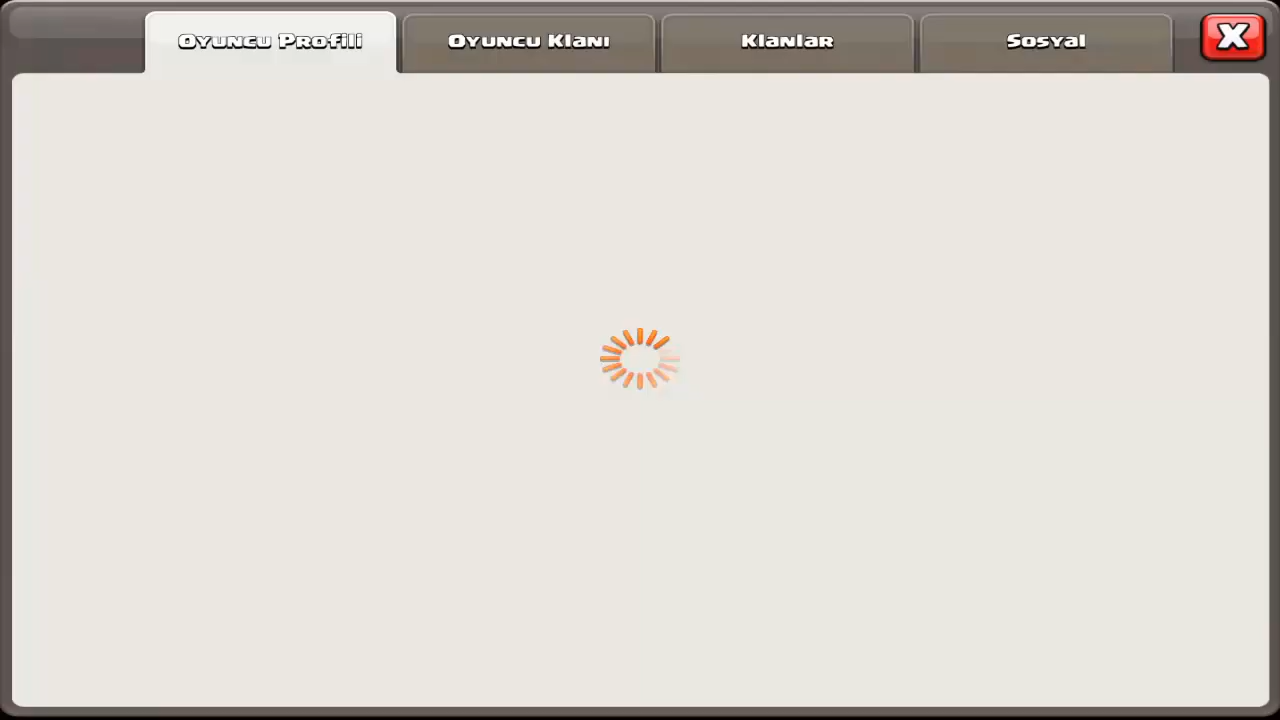 Oyuncu Profili
Oyuncu Klanı
Klanlar
Sosyal
X